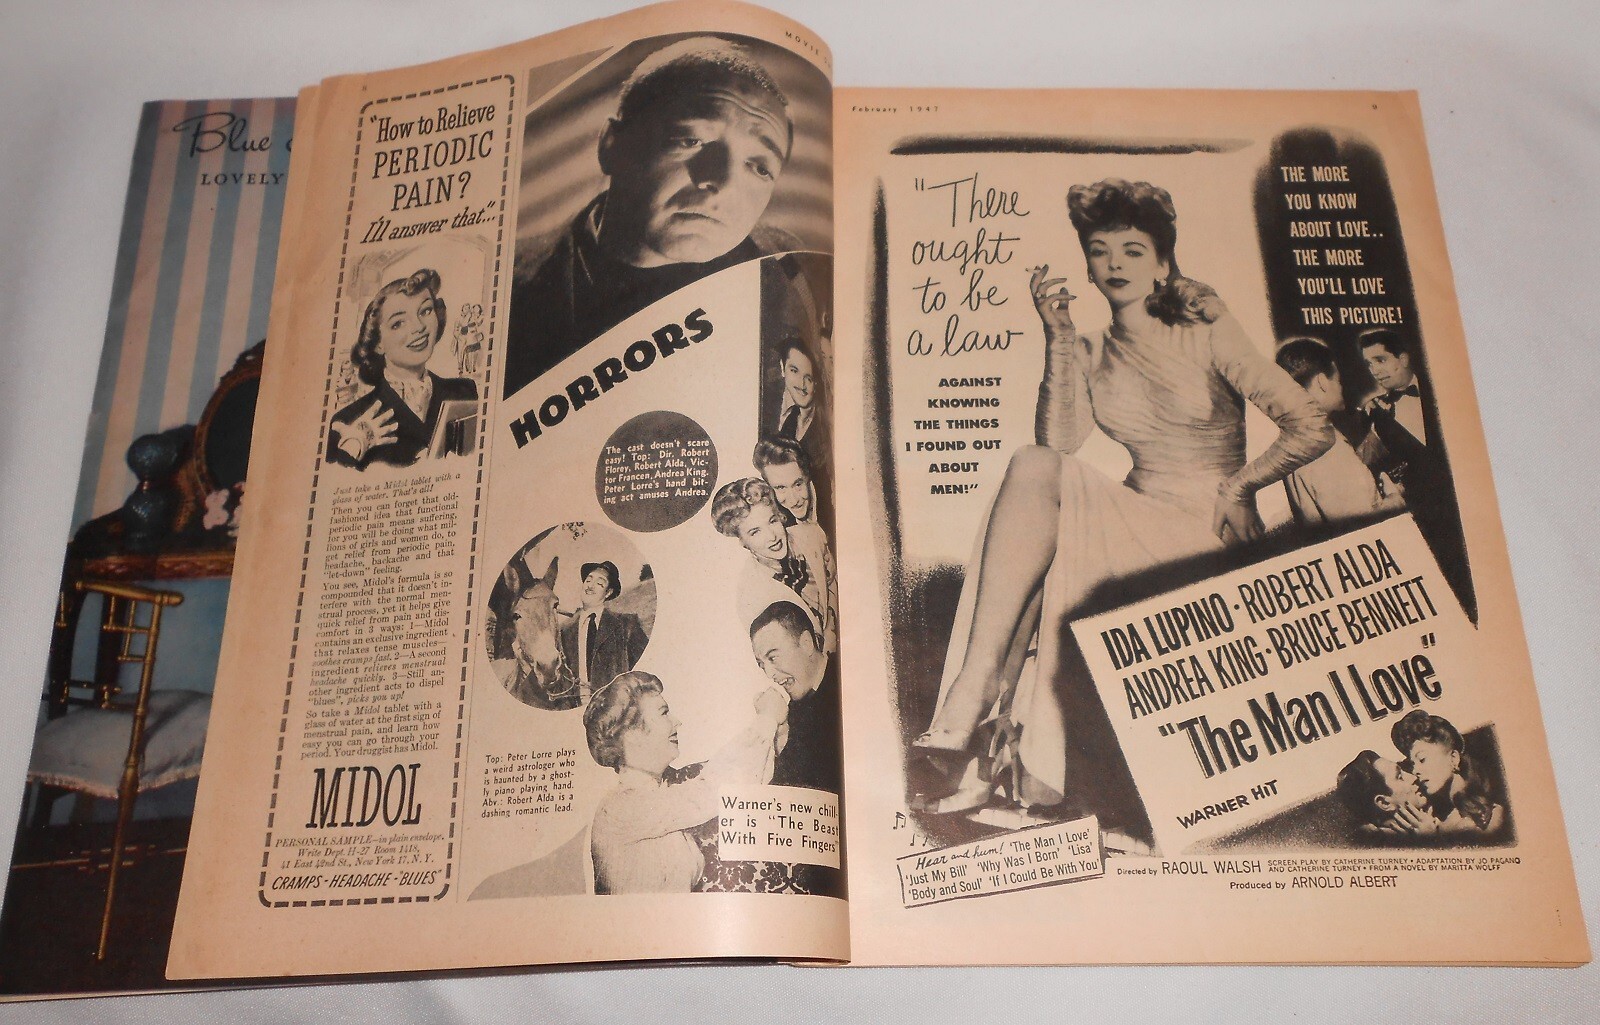 Blue
LOVELY
"How to Relieve
PERIODIC
PAIN?
I'll answer that..."
Just take a Midol tablet with a
glass of water. That's all!
Then you can forget that old-
fashioned idea that functional
periodic pain means suffering,
for you will be doing what mil-
lions of girls and women do, to
get relief from periodic pain,
headache, backache and that
"let-down" feeling.
You see, Midol's formula is so
compounded that it doesn't in-
terfere with the normal men-
strual process, yet it helps give
quick relief from pain and dis-
comfort in 3 ways: 1—Midol
contains an exclusive ingredient
that relaxes tense muscles—
soothes cramps fast. 2—A second
ingredient relieves menstrual
headache quickly. 3—Still an-
other ingredient acts to dispel
"blues", picks you up!
So take a Midol tablet with a
glass of water at the first sign of
menstrual pain, and learn how
easy you can go through your
period. Your druggist has Midol.
MIDOL
PERSONAL SAMPLE—in plain envelope.
Write Dept. H-27 Room 1418,
41 East 42nd St., New York 17, N. Y.
CRAMPS - HEADACHE - "BLUES"
MOVIE
HORRORS
The cast doesn't scare
easy! Top: Dir. Robert
Florey, Robert Alda, Vic-
tor Francen, Andrea King.
Peter Lorre's hand bit-
ing act amuses Andrea.
Top: Peter Lorre plays
a weird astrologer who
is haunted by a ghost-
ly piano playing hand.
Abv.: Robert Alda is a
dashing romantic lead.
Warner's new chill-
er is "The Beast
With Five Fingers"
February 1947
9
"There
ought
to be
a law
AGAINST
KNOWING
THE THINGS
I FOUND OUT
ABOUT
MEN!"
THE MORE
YOU KNOW
ABOUT LOVE..
THE MORE
YOU'LL LOVE
THIS PICTURE!
IDA LUPINO · ROBERT ALDA
ANDREA KING · BRUCE BENNETT
"The Man I Love"
WARNER HIT
Hear and hum! 'The Man I Love'
'Just My Bill' 'Why Was I Born' 'Lisa'
'Body and Soul' 'If I Could Be With You'
Directed by RAOUL WALSH
SCREEN PLAY BY CATHERINE TURNEY • ADAPTATION BY JO PAGANO
AND CATHERINE TURNEY • FROM A NOVEL BY MARITTA WOLFF
Produced by ARNOLD ALBERT